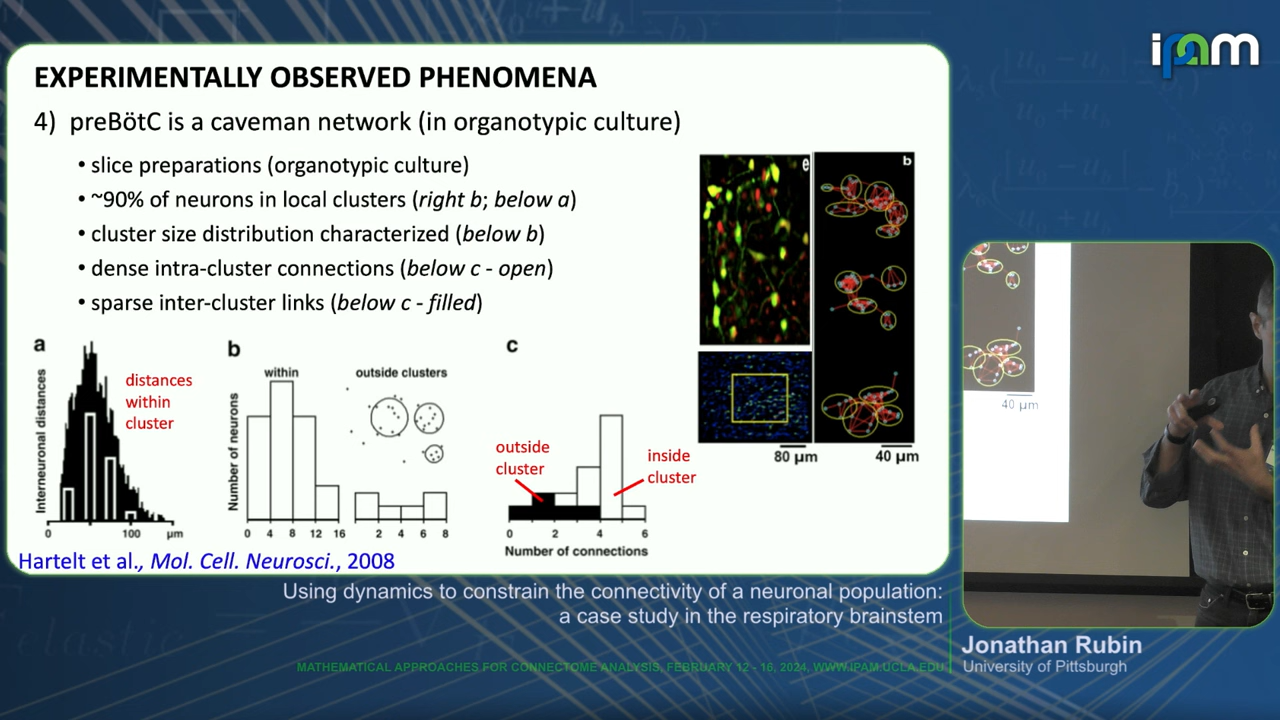 ipam
EXPERIMENTALLY OBSERVED PHENOMENA
4) preBötC is a caveman network (in organotypic culture)
• slice preparations (organotypic culture)
• ~90% of neurons in local clusters (right b; below a)
• cluster size distribution characterized (below b)
• dense intra-cluster connections (below c - open)
• sparse inter-cluster links (below c - filled)
e
b
80 µm
40 µm
a
Interneuronal distances
distances
within
cluster
0 100 µm
b
Number of neurons
within
outside clusters
0 4 8 12 16
2 4 6 8
c
outside
cluster
inside
cluster
0 2 4 6
Number of connections
Hartelt et al., Mol. Cell. Neurosci., 2008
40 µm
Using dynamics to constrain the connectivity of a neuronal population:
a case study in the respiratory brainstem
Jonathan Rubin
University of Pittsburgh
MATHEMATICAL APPROACHES FOR CONNECTOME ANALYSIS, FEBRUARY 12 - 16, 2024, WWW.IPAM.UCLA.EDU